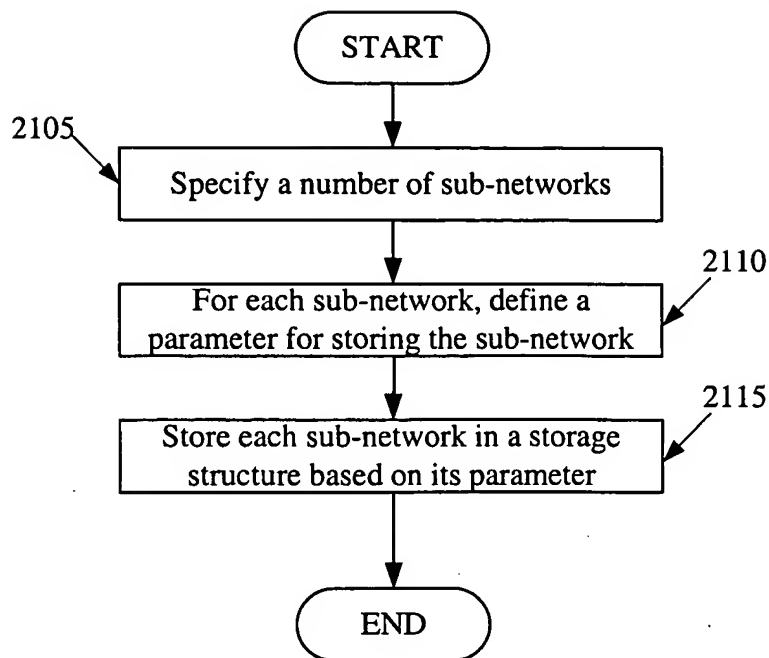 START
2105
Specify a number of sub-networks
2110
For each sub-network, define a
parameter for storing the sub-network
2115
Store each sub-network in a storage
structure based on its parameter
END